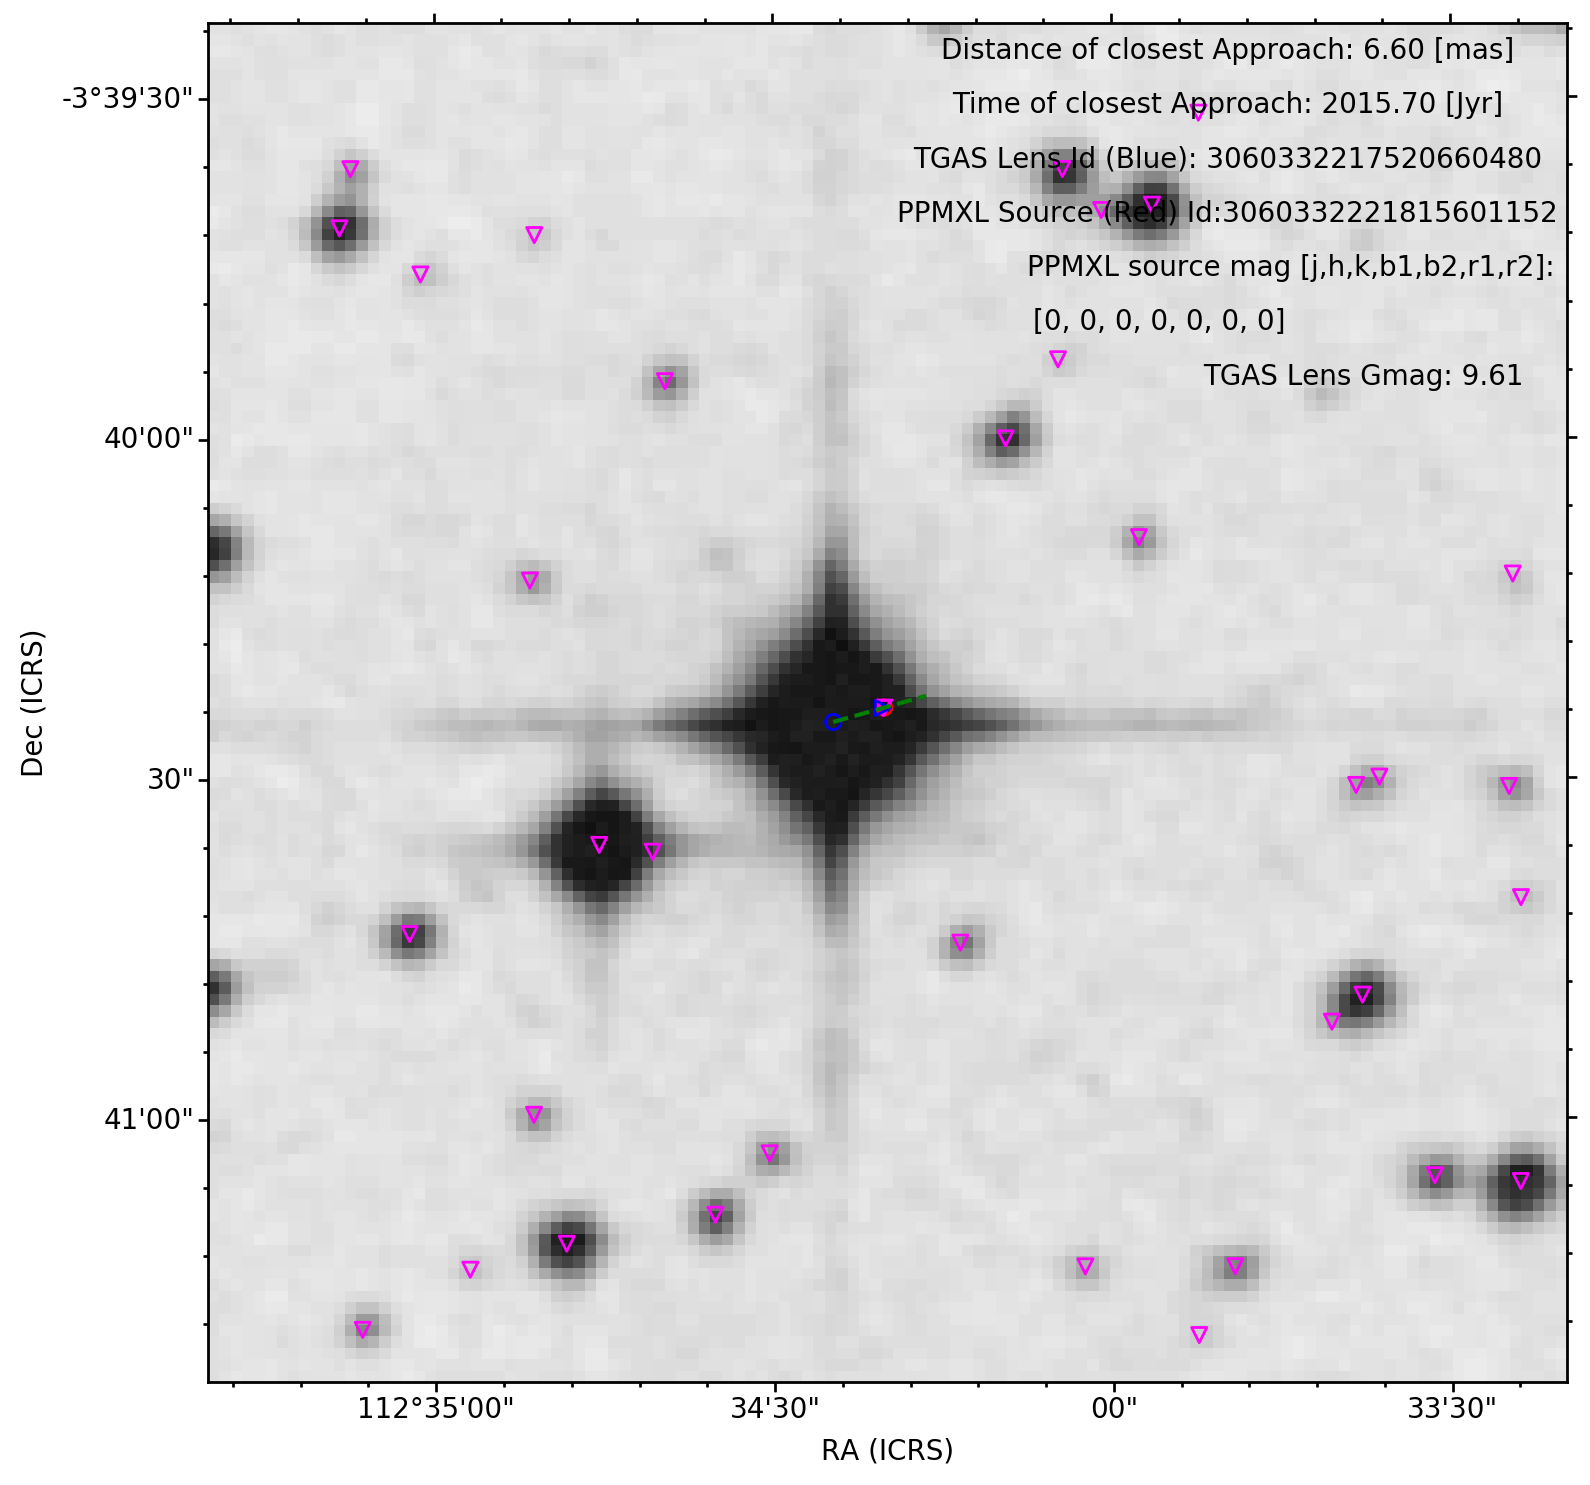 Distance of closest Approach: 6.60 [mas]
Time of closest Approach: 2015.70 [Jyr]
TGAS Lens Id (Blue): 3060332217520660480
PPMXL Source (Red) Id:3060332221815601152
PPMXL source mag [j,h,k,b1,b2,r1,r2]:
[0, 0, 0, 0, 0, 0, 0]
TGAS Lens Gmag: 9.61
-3°39'30"
40'00"
30"
41'00"
Dec (ICRS)
112°35'00" 34'30" 00" 33'30"
RA (ICRS)